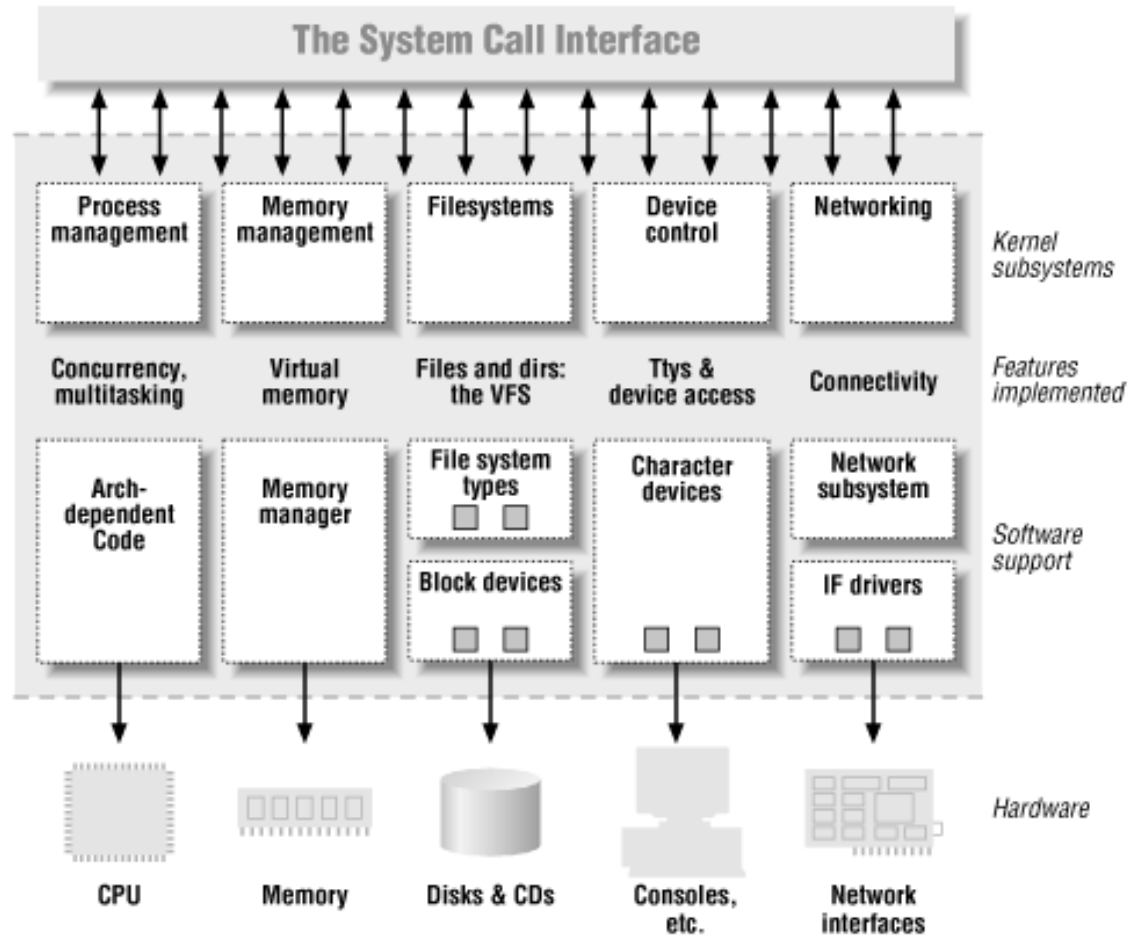 The System Call Interface
Process
management
Memory
management
Filesystems
Device
control
Networking
Kernel
subsystems
Concurrency,
multitasking
Virtual
memory
Files and dirs:
the VFS
Ttys &
device access
Connectivity
Features
implemented
Arch-
dependent
Code
Memory
manager
File system
types
Block devices
Character
devices
Network
subsystem
IF drivers
Software
support
Hardware
CPU
Memory
Disks & CDs
Consoles,
etc.
Network
interfaces